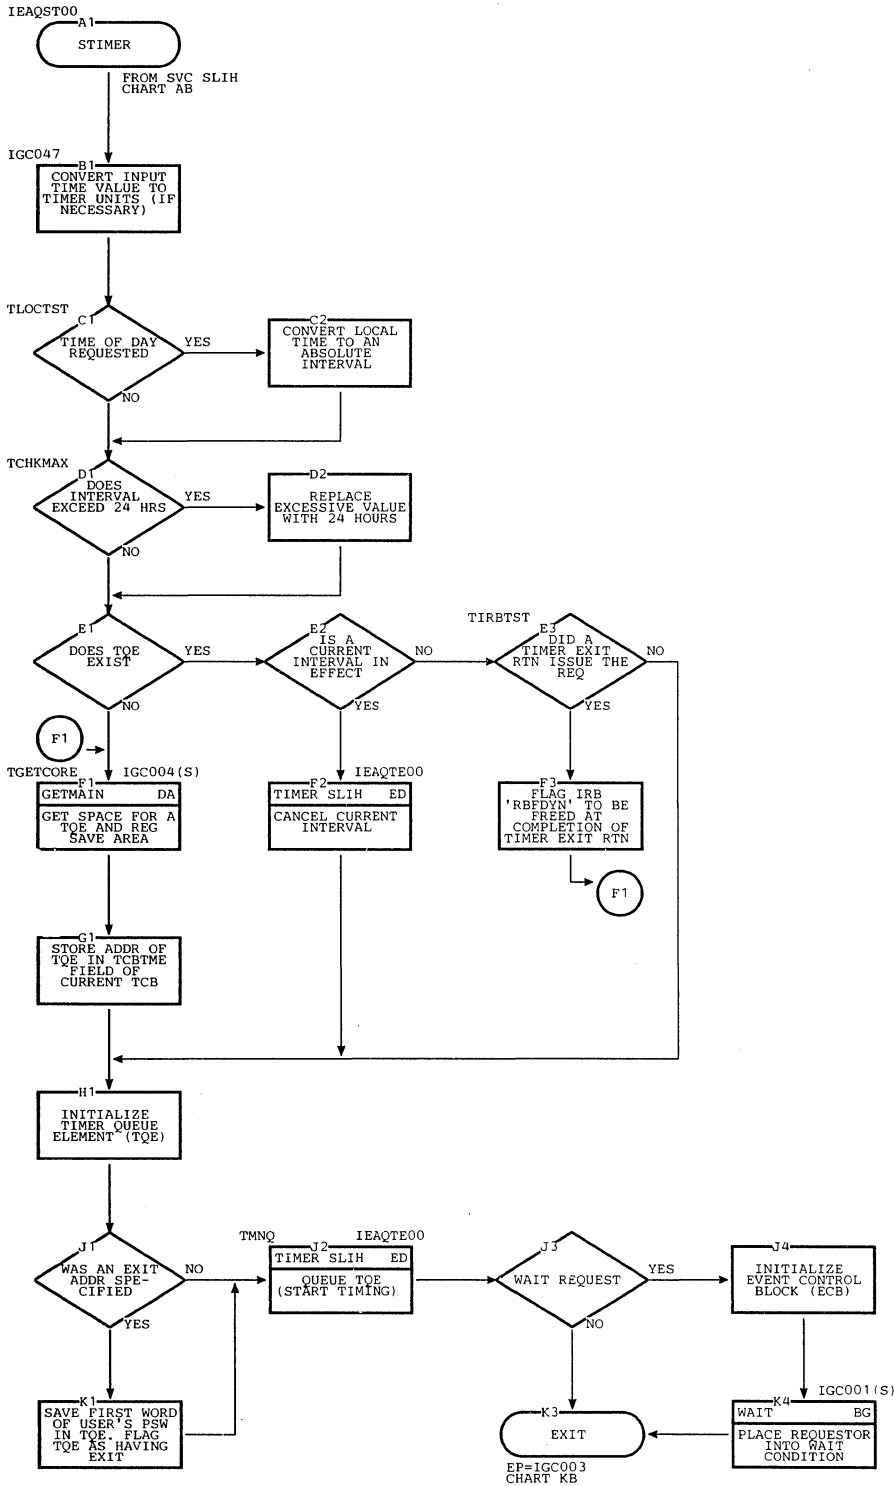 IEAQST00
A1
STIMER
FROM SVC SLIH
CHART AB
IGC047
B1
CONVERT INPUT
TIME VALUE TO
TIMER UNITS (IF
NECESSARY)
TLOCTST
C1
TIME OF DAY
REQUESTED
YES
NO
C2
CONVERT LOCAL
TIME TO AN
ABSOLUTE
INTERVAL
TCHKMAX
D1
DOES
INTERVAL
EXCEED 24 HRS
YES
NO
D2
REPLACE
EXCESSIVE VALUE
WITH 24 HOURS
E1
DOES TQE
EXIST
YES
NO
E2
IS A
CURRENT
INTERVAL IN
EFFECT
NO
YES
TIRBTST
E3
DID A
TIMER EXIT
RTN ISSUE THE
REQ
NO
YES
F1
TGETCORE
IGC004(S)
F1
GETMAIN DA
GET SPACE FOR A
TQE AND REG
SAVE AREA
IEAQTE00
F2
TIMER SLIH ED
CANCEL CURRENT
INTERVAL
F3
FLAG IRB
'RBFDYN' TO BE
FREED AT
COMPLETION OF
TIMER EXIT RTN
F1
G1
STORE ADDR OF
TQE IN TCBTME
FIELD OF
CURRENT TCB
H1
INITIALIZE
TIMER QUEUE
ELEMENT (TQE)
J1
WAS AN EXIT
ADDR SPE-
CIFIED
NO
YES
TMNQ
IEAQTE00
J2
TIMER SLIH ED
QUEUE TQE
(START TIMING)
J3
WAIT REQUEST
YES
NO
J4
INITIALIZE
EVENT CONTROL
BLOCK (ECB)
K1
SAVE FIRST WORD
OF USER'S PSW
IN TQE. FLAG
TQE AS HAVING
EXIT
K3
EXIT
EP=IGC003
CHART KB
IGC001(S)
K4
WAIT BG
PLACE REQUESTOR
INTO WAIT
CONDITION